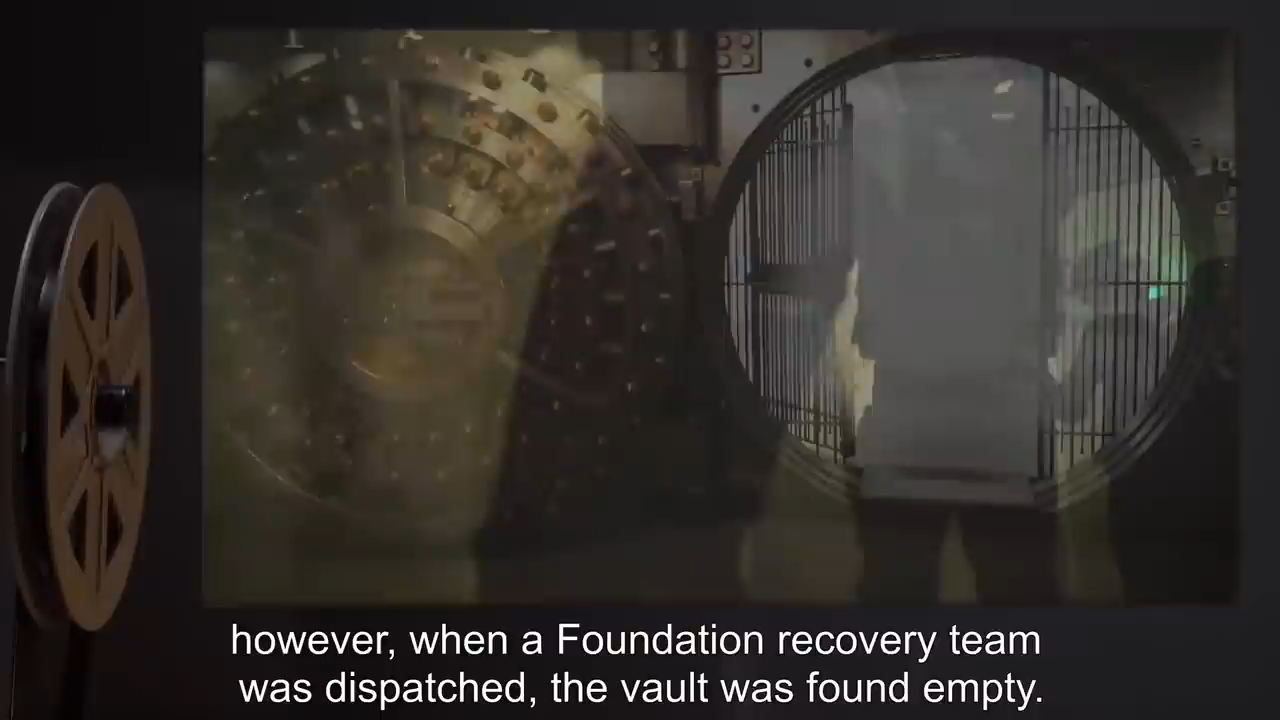 however, when a Foundation recovery team
was dispatched, the vault was found empty.